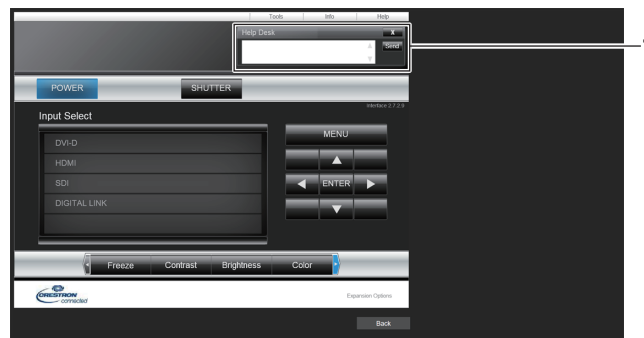 Tools Info Help
Help Desk X
Send
POWER SHUTTER
Interface 2.7.2.9
Input Select
MENU
DVI-D
HDMI
SDI
ENTER
DIGITAL LINK
Freeze Contrast Brightness Color
CRESTRON
connected
Expansion Options
Back